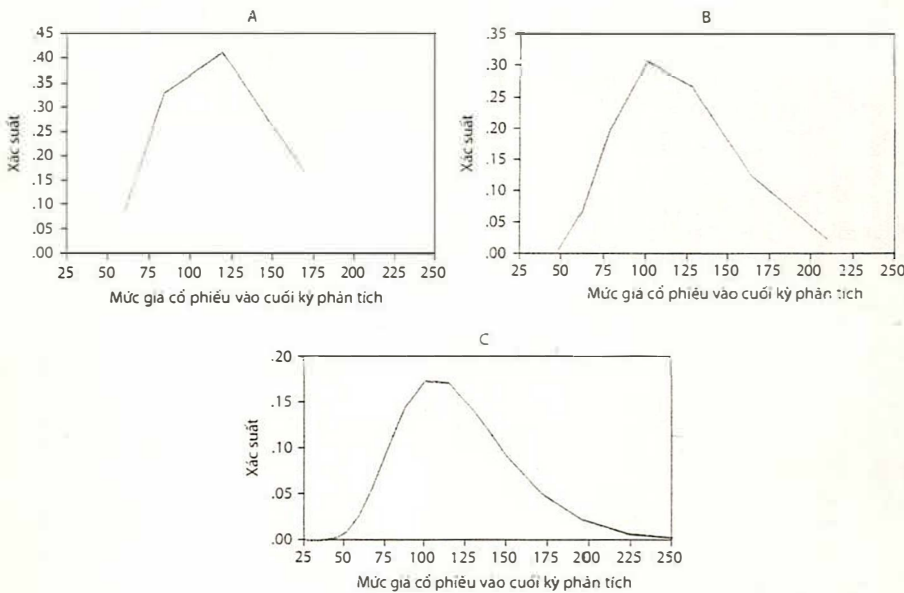 A
.45
.40
.35
.30
.25
.20
.15
.10
.05
.00
Xác suất
25 75 100 125 175 200 225 250
Mức giá cổ phiếu vào cuối kỳ phân tích
B
.35
.30
.25
.20
.15
.10
.05
.00
Xác suất
25 50 75 100 125 150 175 200 225 250
Mức giá cổ phiếu vào cuối kỳ phân tích
C
.20
.15
.10
.05
.00
Xác suất
25 50 75 100 125 150 175 200 225 250
Mức giá cổ phiếu vào cuối kỳ phân tích